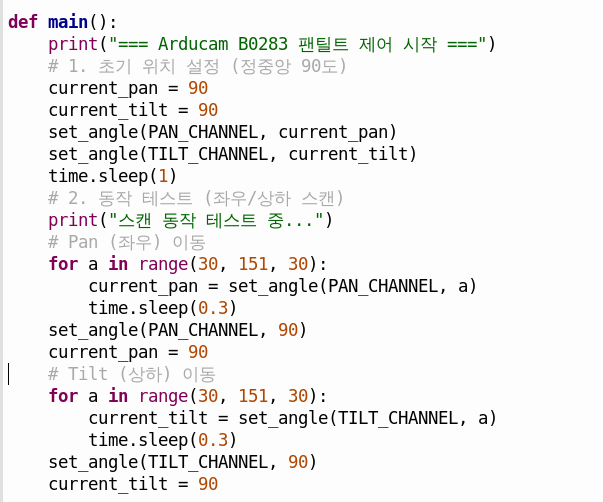 def main():
    print("=== Arducam B0283 팬틸트 제어 시작 ===")
    # 1. 초기 위치 설정 (정중앙 90도)
    current_pan = 90
    current_tilt = 90
    set_angle(PAN_CHANNEL, current_pan)
    set_angle(TILT_CHANNEL, current_tilt)
    time.sleep(1)
    # 2. 동작 테스트 (좌우/상하 스캔)
    print("스캔 동작 테스트 중...")
    # Pan (좌우) 이동
    for a in range(30, 151, 30):
        current_pan = set_angle(PAN_CHANNEL, a)
        time.sleep(0.3)
    set_angle(PAN_CHANNEL, 90)
    current_pan = 90
    # Tilt (상하) 이동
    for a in range(30, 151, 30):
        current_tilt = set_angle(TILT_CHANNEL, a)
        time.sleep(0.3)
    set_angle(TILT_CHANNEL, 90)
    current_tilt = 90